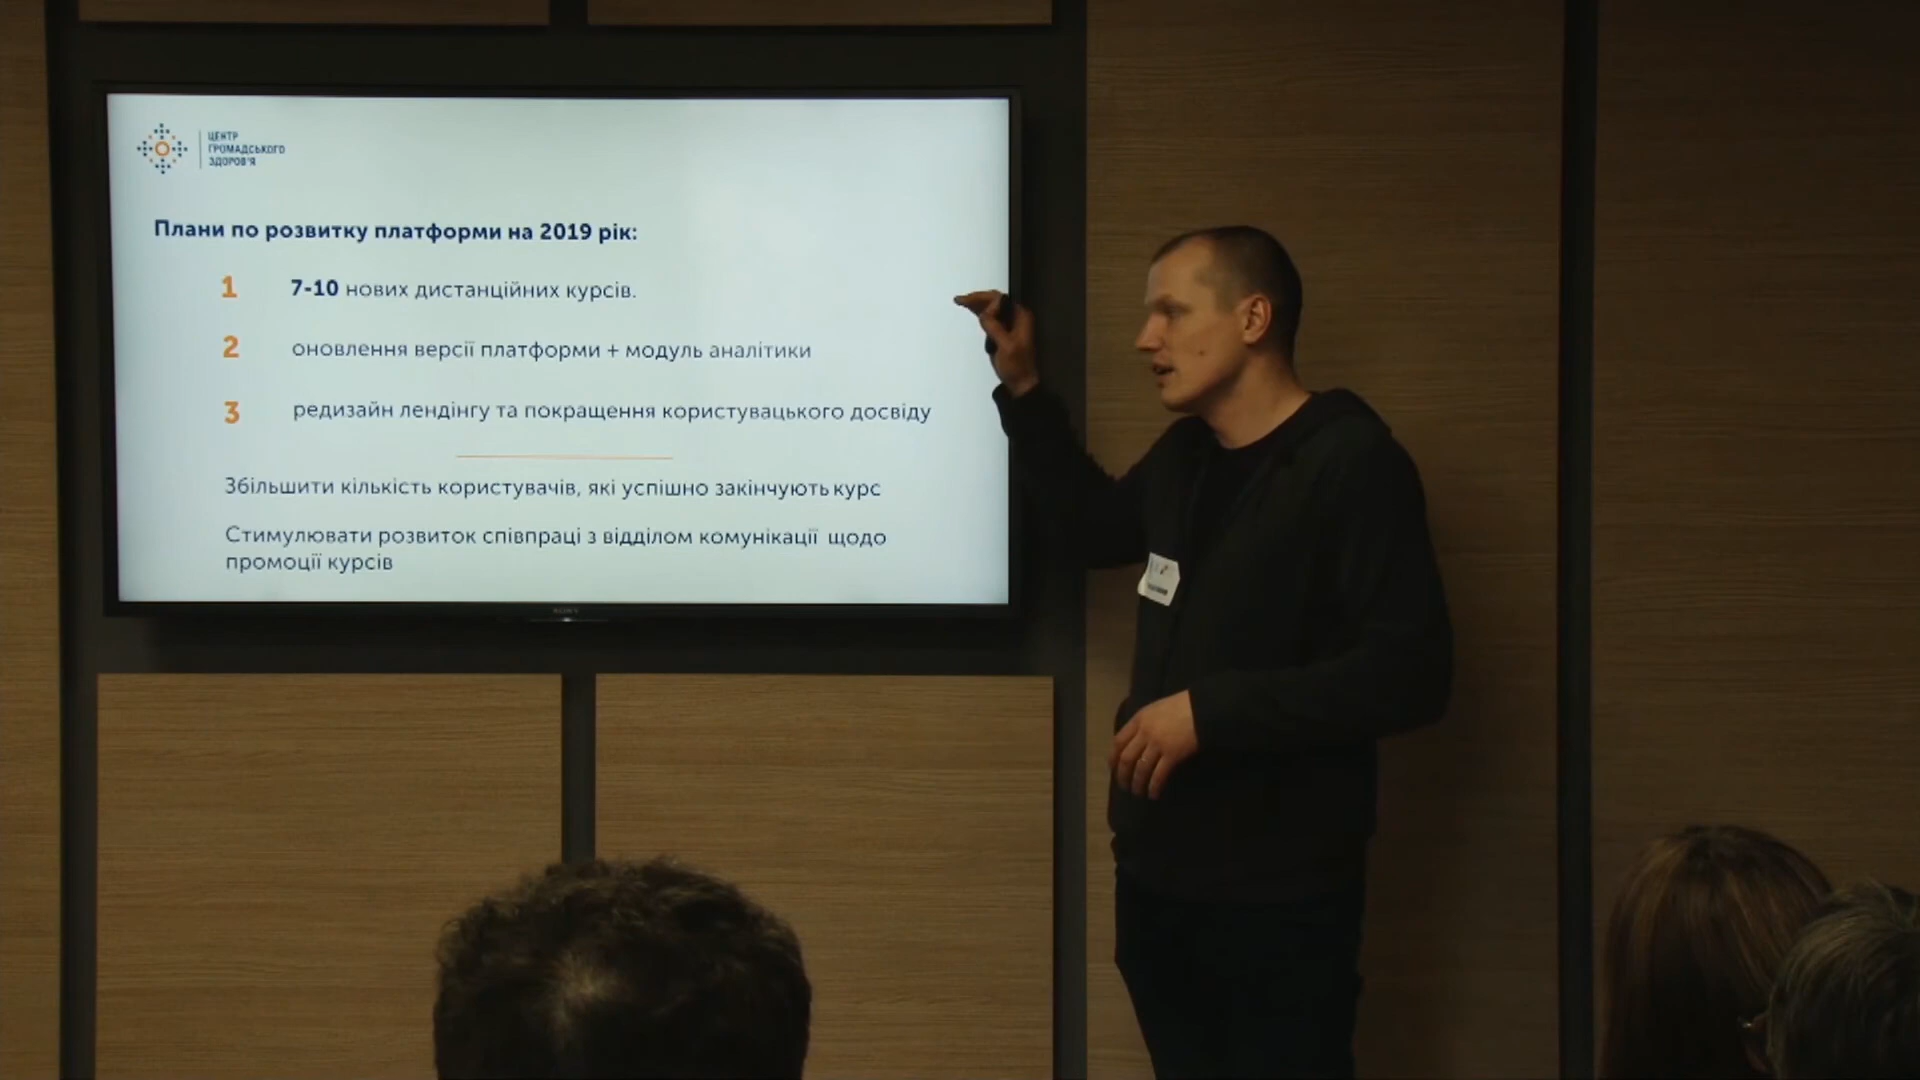 ЦЕНТР
ГРОМАДСЬКОГО
ЗДОРОВ'Я
Плани по розвитку платформи на 2019 рік:
1 7-10 нових дистанційних курсів.
2 оновлення версії платформи + модуль аналітики
3 редизайн лендінгу та покращення користувацького досвіду
Збільшити кількість користувачів, які успішно закінчують курс
Стимулювати розвиток співпраці з відділом комунікації щодо
промоції курсів
SONY